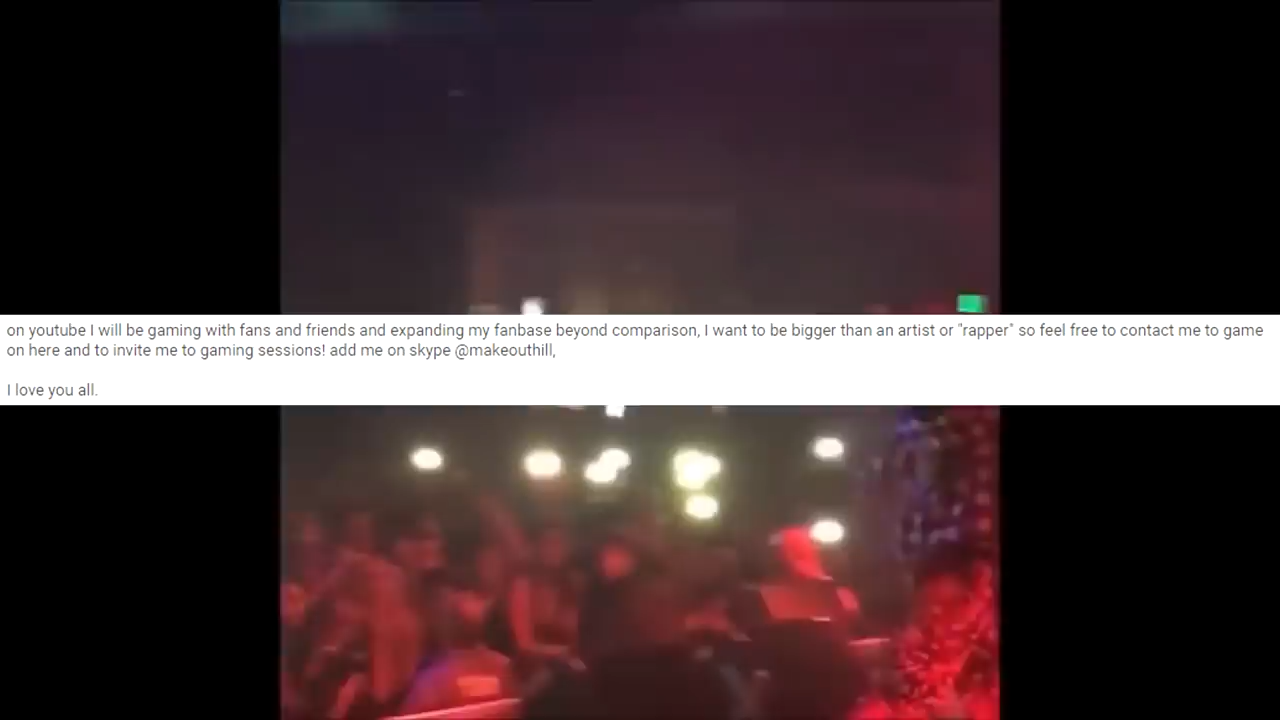 on youtube I will be gaming with fans and friends and expanding my fanbase beyond comparison, I want to be bigger than an artist or "rapper" so feel free to contact me to game
on here and to invite me to gaming sessions! add me on skype @makeouthill,
I love you all.